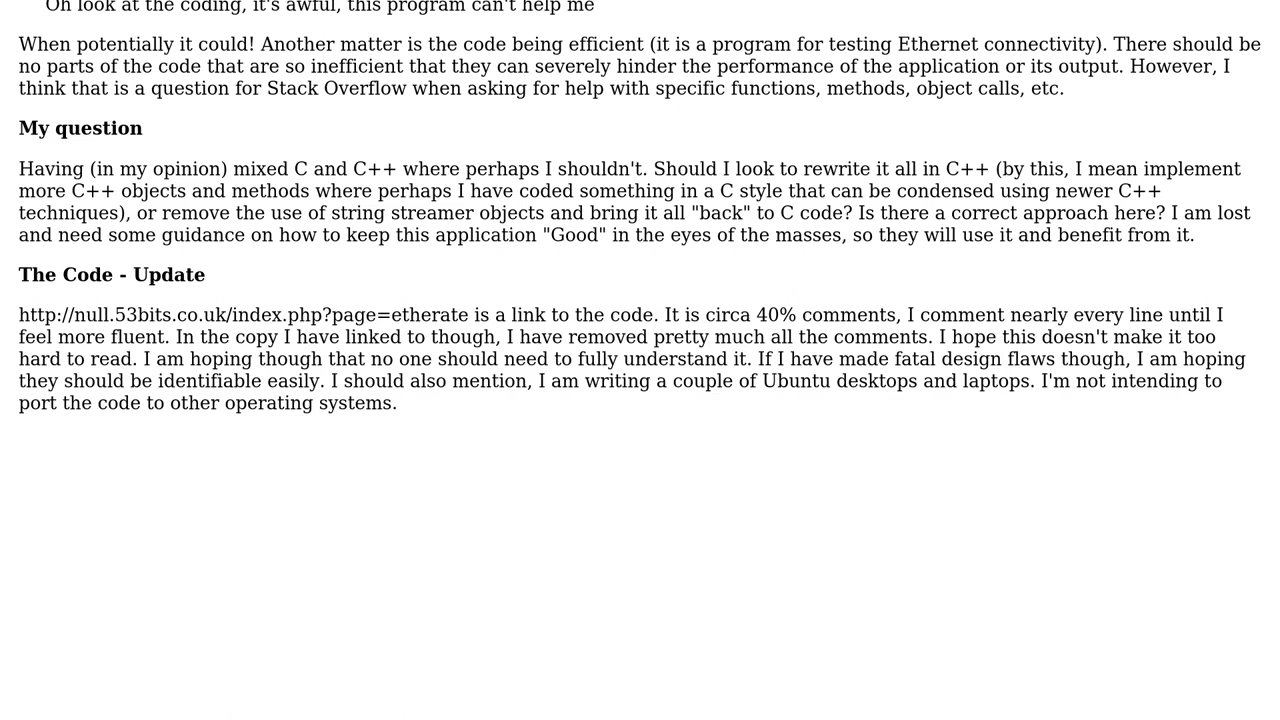 Oh look at the coding, it's awful, this program can't help me
When potentially it could! Another matter is the code being efficient (it is a program for testing Ethernet connectivity). There should be
no parts of the code that are so inefficient that they can severely hinder the performance of the application or its output. However, I
think that is a question for Stack Overflow when asking for help with specific functions, methods, object calls, etc.
My question
Having (in my opinion) mixed C and C++ where perhaps I shouldn't. Should I look to rewrite it all in C++ (by this, I mean implement
more C++ objects and methods where perhaps I have coded something in a C style that can be condensed using newer C++
techniques), or remove the use of string streamer objects and bring it all "back" to C code? Is there a correct approach here? I am lost
and need some guidance on how to keep this application "Good" in the eyes of the masses, so they will use it and benefit from it.
The Code - Update
http://null.53bits.co.uk/index.php?page=etherate is a link to the code. It is circa 40% comments, I comment nearly every line until I
feel more fluent. In the copy I have linked to though, I have removed pretty much all the comments. I hope this doesn't make it too
hard to read. I am hoping though that no one should need to fully understand it. If I have made fatal design flaws though, I am hoping
they should be identifiable easily. I should also mention, I am writing a couple of Ubuntu desktops and laptops. I'm not intending to
port the code to other operating systems.